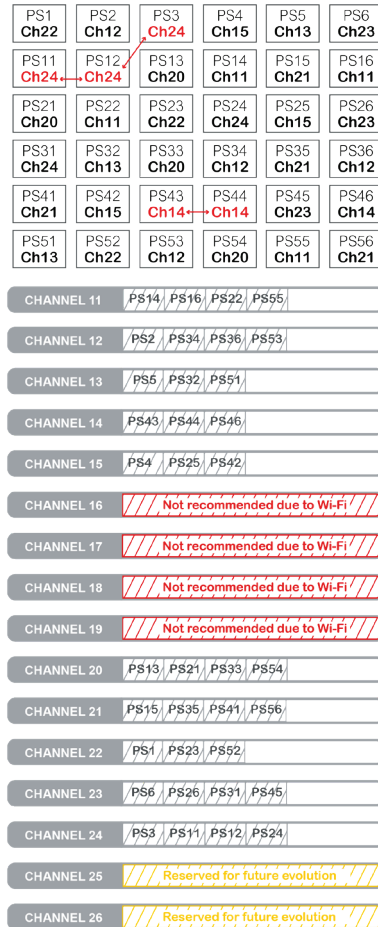 PS1 PS2 PS3 PS4 PS5 PS6
Ch22 Ch12 Ch24 Ch15 Ch13 Ch23
PS11 PS12 PS13 PS14 PS15 PS16
Ch24 Ch24 Ch20 Ch11 Ch21 Ch11
PS21 PS22 PS23 PS24 PS25 PS26
Ch20 Ch11 Ch22 Ch24 Ch15 Ch23
PS31 PS32 PS33 PS34 PS35 PS36
Ch24 Ch13 Ch20 Ch12 Ch21 Ch12
PS41 PS42 PS43 PS44 PS45 PS46
Ch21 Ch15 Ch14 Ch14 Ch23 Ch14
PS51 PS52 PS53 PS54 PS55 PS56
Ch13 Ch22 Ch12 Ch20 Ch11 Ch21
CHANNEL 11 PS14 PS16 PS22 PS55
CHANNEL 12 PS2 PS34 PS36 PS53
CHANNEL 13 PS5 PS32 PS51
CHANNEL 14 PS43 PS44 PS46
CHANNEL 15 PS4 PS25 PS42
CHANNEL 16 Not recommended due to Wi-Fi
CHANNEL 17 Not recommended due to Wi-Fi
CHANNEL 18 Not recommended due to Wi-Fi
CHANNEL 19 Not recommended due to Wi-Fi
CHANNEL 20 PS13 PS21 PS33 PS54
CHANNEL 21 PS15 PS35 PS41 PS56
CHANNEL 22 PS1 PS23 PS52
CHANNEL 23 PS6 PS26 PS31 PS45
CHANNEL 24 PS3 PS11 PS12 PS24
CHANNEL 25 Reserved for future evolution
CHANNEL 26 Reserved for future evolution